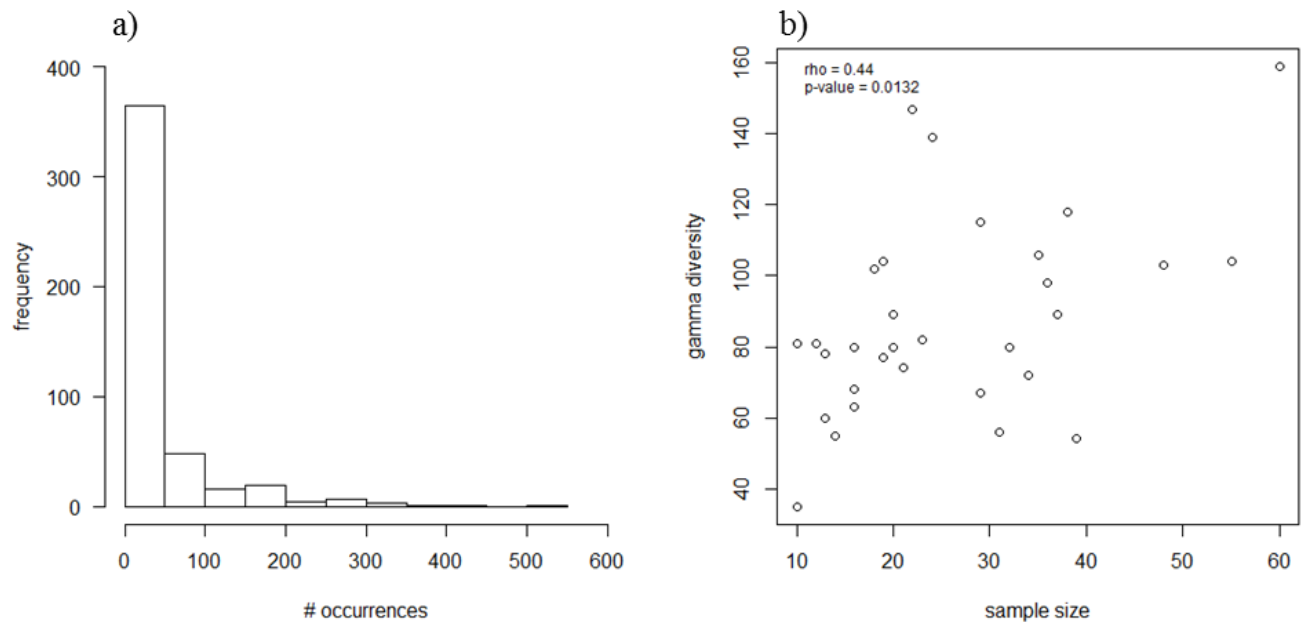 a)
400
300
200
100
0
frequency
0 100 200 300 400 500 600
# occurrences
b)
rho = 0.44
p-value = 0.0132
160
140
120
100
80
60
40
gamma diversity
10 20 30 40 50 60
sample size